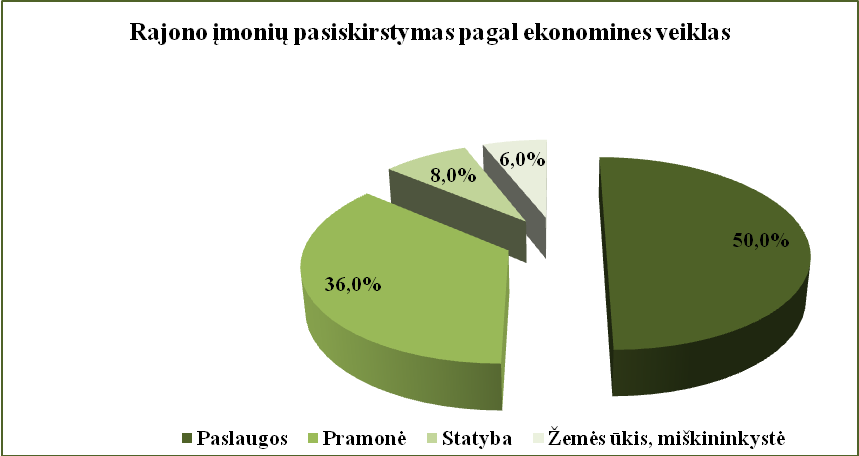 Rajono įmonių pasiskirstymas pagal ekonomines veiklas
6,0%
8,0%
50,0%
36,0%
Paslaugos Pramonė Statyba Žemės ūkis, miškininkystė